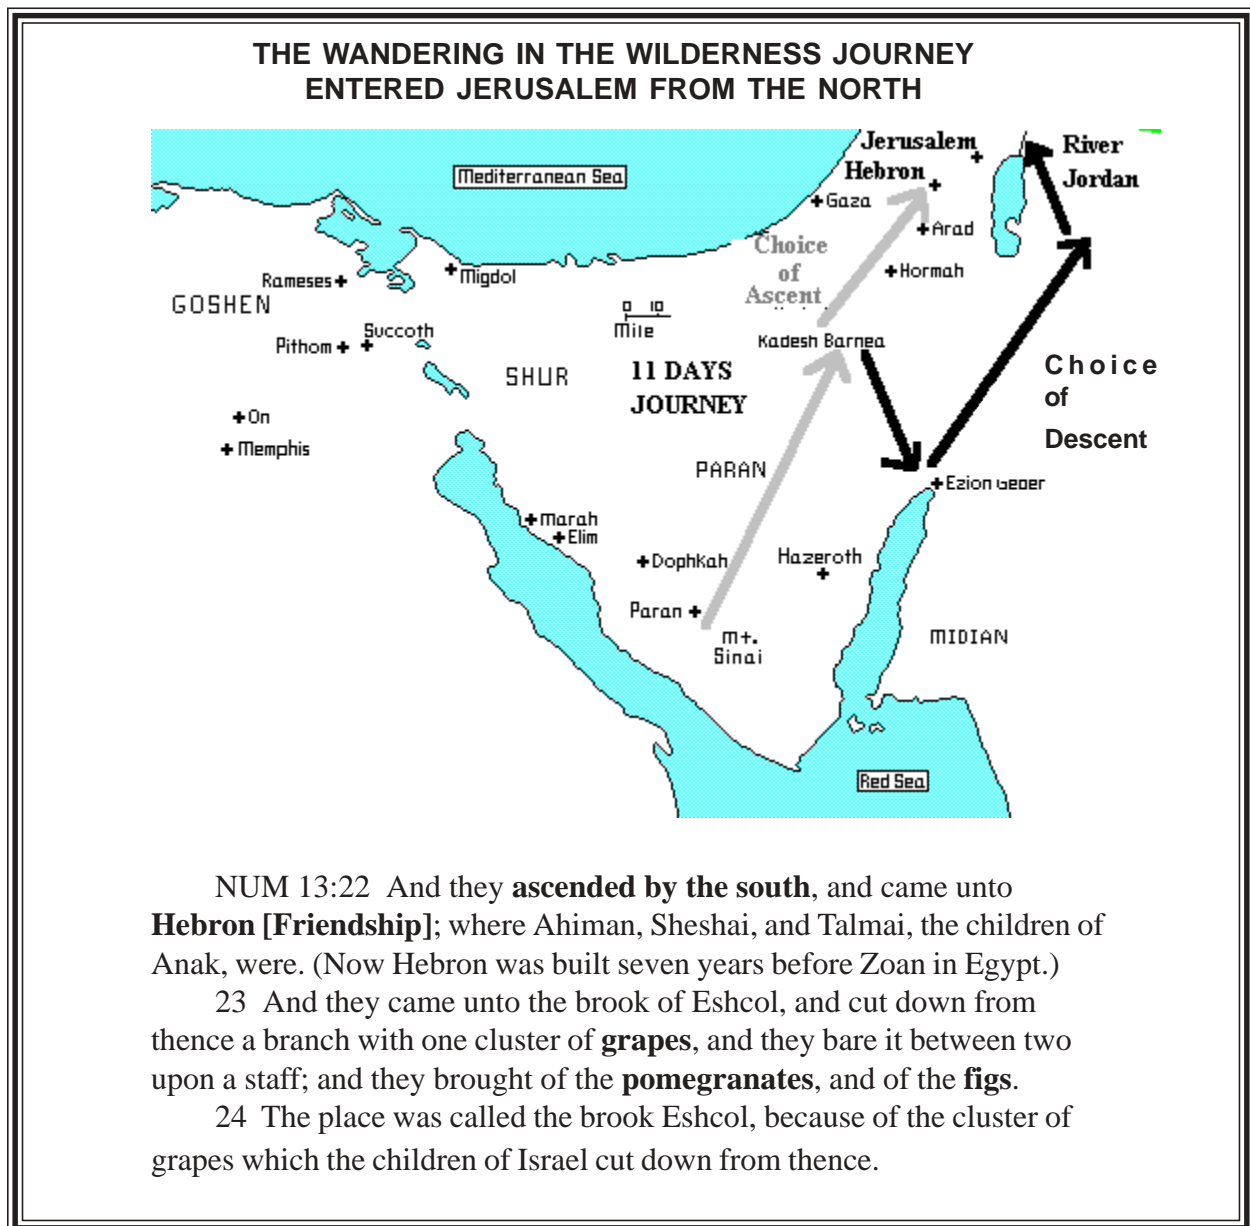 THE WANDERING IN THE WILDERNESS JOURNEY
ENTERED JERUSALEM FROM THE NORTH
Jerusalem
River
Jordan
Mediterranean Sea
Hebron
Gaza
Arad
Choice
of
Ascent
Hormah
Rameses
Migdol
GOSHEN
0 10
Mile
Succoth
Pithom
Kadesh Barnea
SHUR
11 DAYS
JOURNEY
Choice
of
Descent
On
Memphis
PARAN
Ezion Geber
Marah
Elim
Dophkah
Hazeroth
Paran
Mt.
Sinai
MIDIAN
Red Sea
NUM 13:22 And they ascended by the south, and came unto
Hebron [Friendship]; where Ahiman, Sheshai, and Talmai, the children of
Anak, were. (Now Hebron was built seven years before Zoan in Egypt.)
23 And they came unto the brook of Eshcol, and cut down from
thence a branch with one cluster of grapes, and they bare it between two
upon a staff; and they brought of the pomegranates, and of the figs.
24 The place was called the brook Eshcol, because of the cluster of
grapes which the children of Israel cut down from thence.